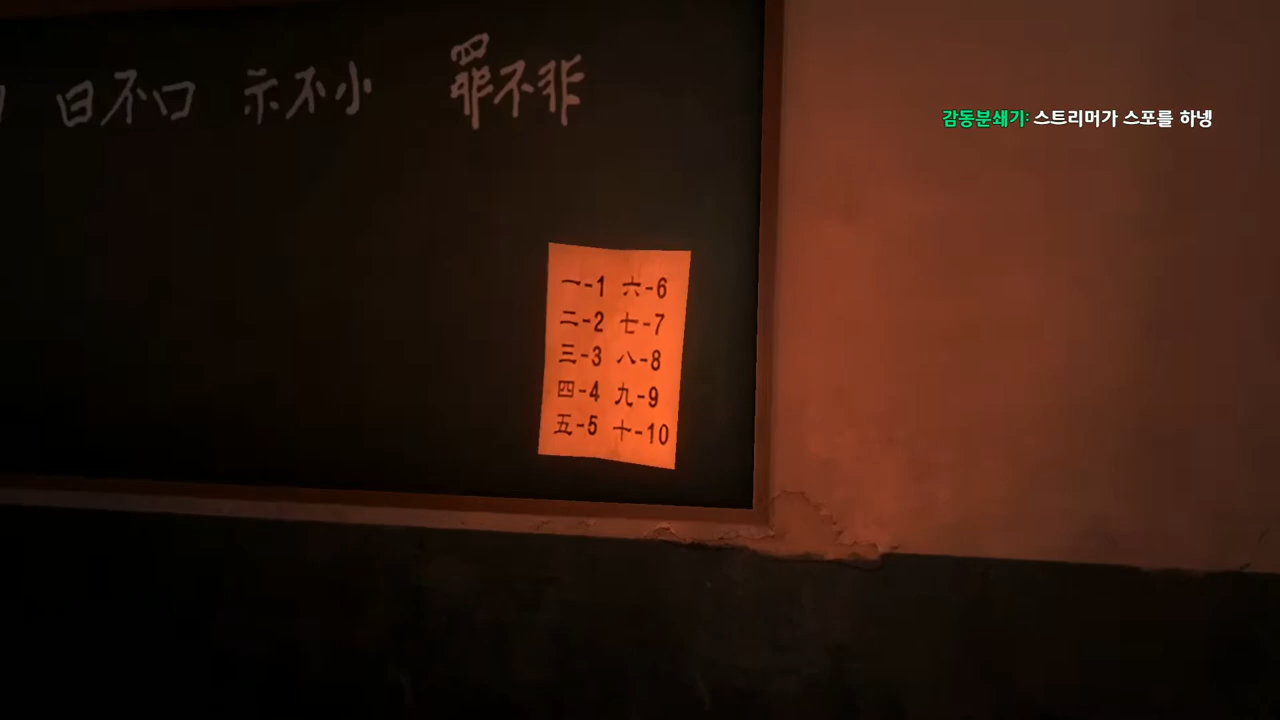 日不口 示不小 罪不非
감동분쇄기: 스트리머가 스포를 하넹
一-1 六-6
二-2 七-7
三-3 八-8
四-4 九-9
五-5 十-10